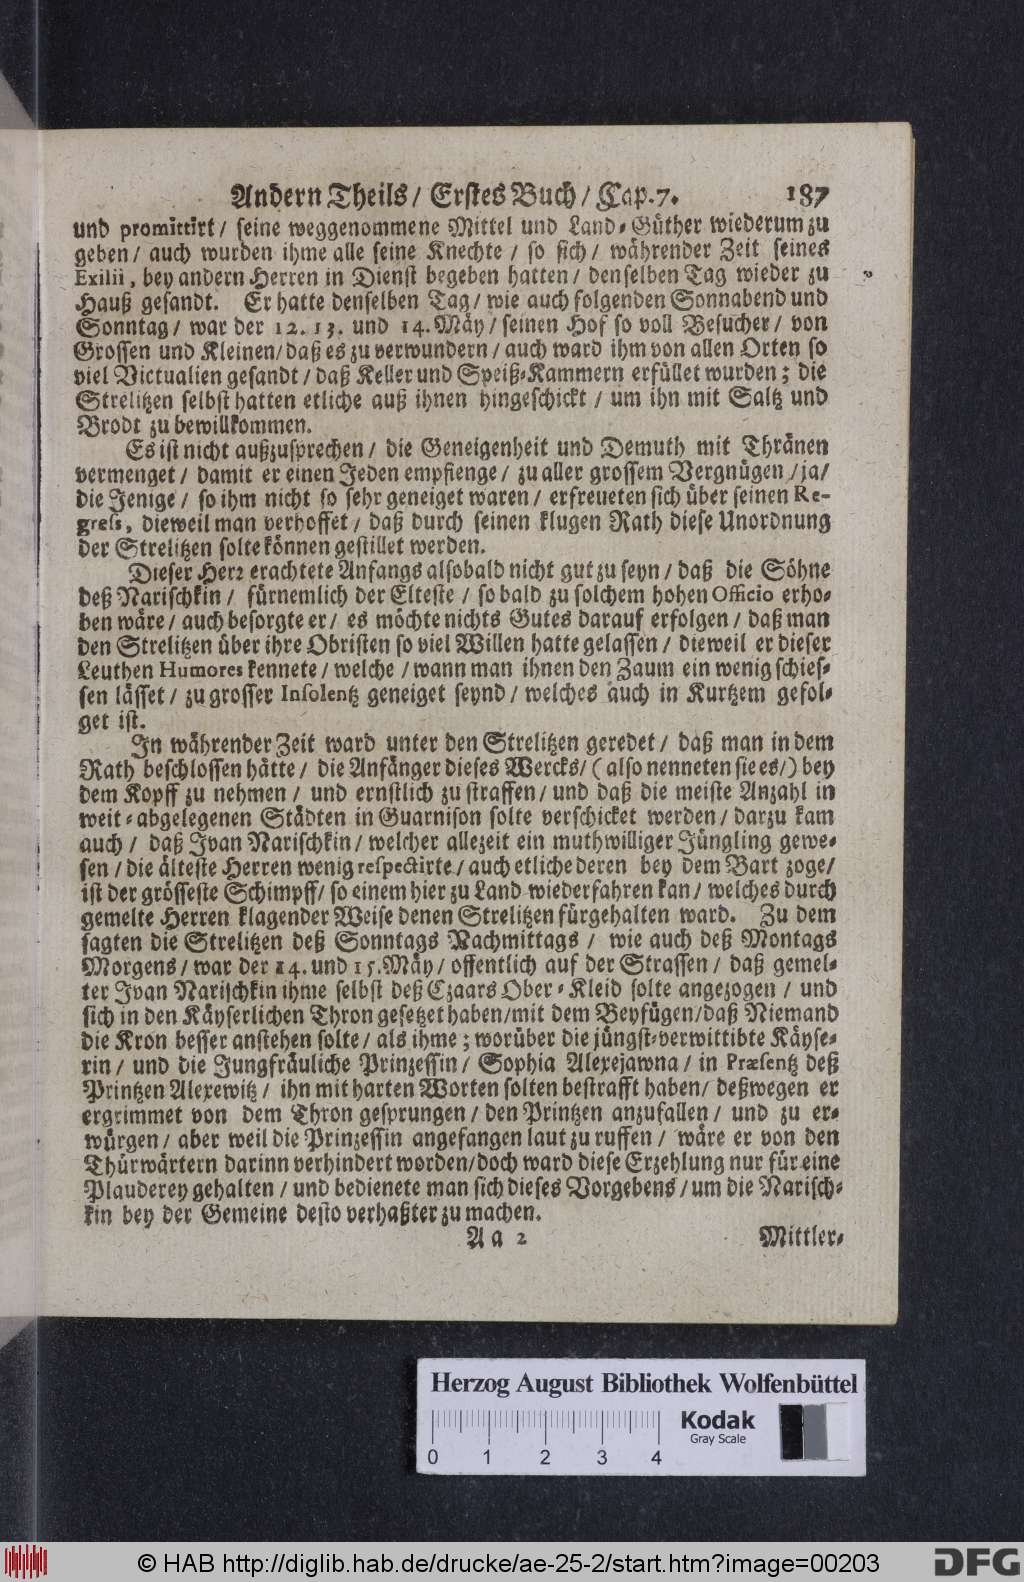 Andern Theils / Erstes Buch / Cap. 7. 187
und promittirt / seine weggenommene Mittel und Land-Güther wiederum zu
geben / auch wurden ihme alle seine Knechte / so sich / währender Zeit seines
Exilii, bey andern Herren in Dienst begeben hatten / denselben Tag wieder zu
Hauß gesandt. Er hatte denselben Tag / wie auch folgenden Sonnabend und
Sonntag / war der 12. 13. und 14. Mäy / seinen Hof so voll Besucher / von
Grossen und Kleinen / daß es zu verwundern / auch ward ihm von allen Orten so
viel Victualien gesandt / daß Keller und Speiß-Kammern erfüllet wurden; die
Strelitzen selbst hatten etliche auß ihnen hingeschickt / um ihn mit Saltz und
Brodt zu bewillkommen.
Es ist nicht außzusprechen / die Geneigenheit und Demuth mit Thränen
vermenget / damit er einen Jeden empfienge / zu aller grossem Vergnügen / ja /
die Jenige / so ihm nicht so sehr geneiget waren / erfreueten sich über seinen Re-
gress, dieweil man verhoffet / daß durch seinen klugen Rath diese Unordnung
der Strelitzen solte können gestillet werden.
Dieser Herr erachtete Anfangs alsobald nicht gut zu seyn / daß die Söhne
deß Narischkin / fürnemlich der Elteste / so bald zu solchem hohen Officio erho-
ben wäre / auch besorgte er / es möchte nichts Gutes darauf erfolgen / daß man
den Strelitzen über ihre Obristen so viel Willen hatte gelassen / dieweil er dieser
Leuthen Humores kennete / welche / wann man ihnen den Zaum ein wenig schies-
sen lässet / zu grosser Insolentz geneiget seynd / welches auch in Kurtzem gefol-
get ist.
In währender Zeit ward unter den Strelitzen geredet / daß man in dem
Rath beschlossen hätte / die Anfänger dieses Wercks / ( also nenneten sie es / ) bey
dem Kopff zu nehmen / und ernstlich zu straffen / und daß die meiste Anzahl in
weit-abgelegenen Städten in Guarnison solte verschicket werden / darzu kam
auch / daß Ivan Narischkin / welcher allezeit ein muthwilliger Jüngling gewe-
sen / die älteste Herren wenig respectirte / auch etliche deren bey dem Bart zoge /
ist der grösseste Schimpff / so einem hier zu Land wiederfahren kan / welches durch
gemelte Herren klagender Weise denen Strelitzen fürgehalten ward. Zu dem
sagten die Strelitzen deß Sonntags Nachmittags / wie auch deß Montags
Morgens / war der 14. und 15. Mäy / offentlich auf der Strassen / daß gemel-
ter Ivan Narischkin ihme selbst deß Czaars Ober-Kleid solte angezogen / und
sich in den Käyserlichen Thron gesetzet haben / mit dem Beyfügen / daß Niemand
die Kron besser anstehen solte / als ihme; worüber die jüngst-verwittibte Käyse-
rin / und die Jungfräuliche Prinzessin / Sophia Alexejawna / in Præsentz deß
Printzen Alexewitz / ihn mit harten Worten solten bestrafft haben / deßwegen er
ergrimmet von dem Thron gesprungen / den Printzen anzufallen / und zu er-
würgen / aber weil die Prinzessin angefangen laut zu ruffen / wäre er von den
Thürwärtern darinn verhindert worden / doch ward diese Erzehlung nur für eine
Plauderey gehalten / und bedienete man sich dieses Vorgebens / um die Narisch-
kin bey der Gemeine desto verhaßter zu machen.
Aa 2 Mittler-
Herzog August Bibliothek Wolfenbüttel
0 1 2 3 4
Kodak
Gray Scale
© HAB http://diglib.hab.de/drucke/ae-25-2/start.htm?image=00203
DFG